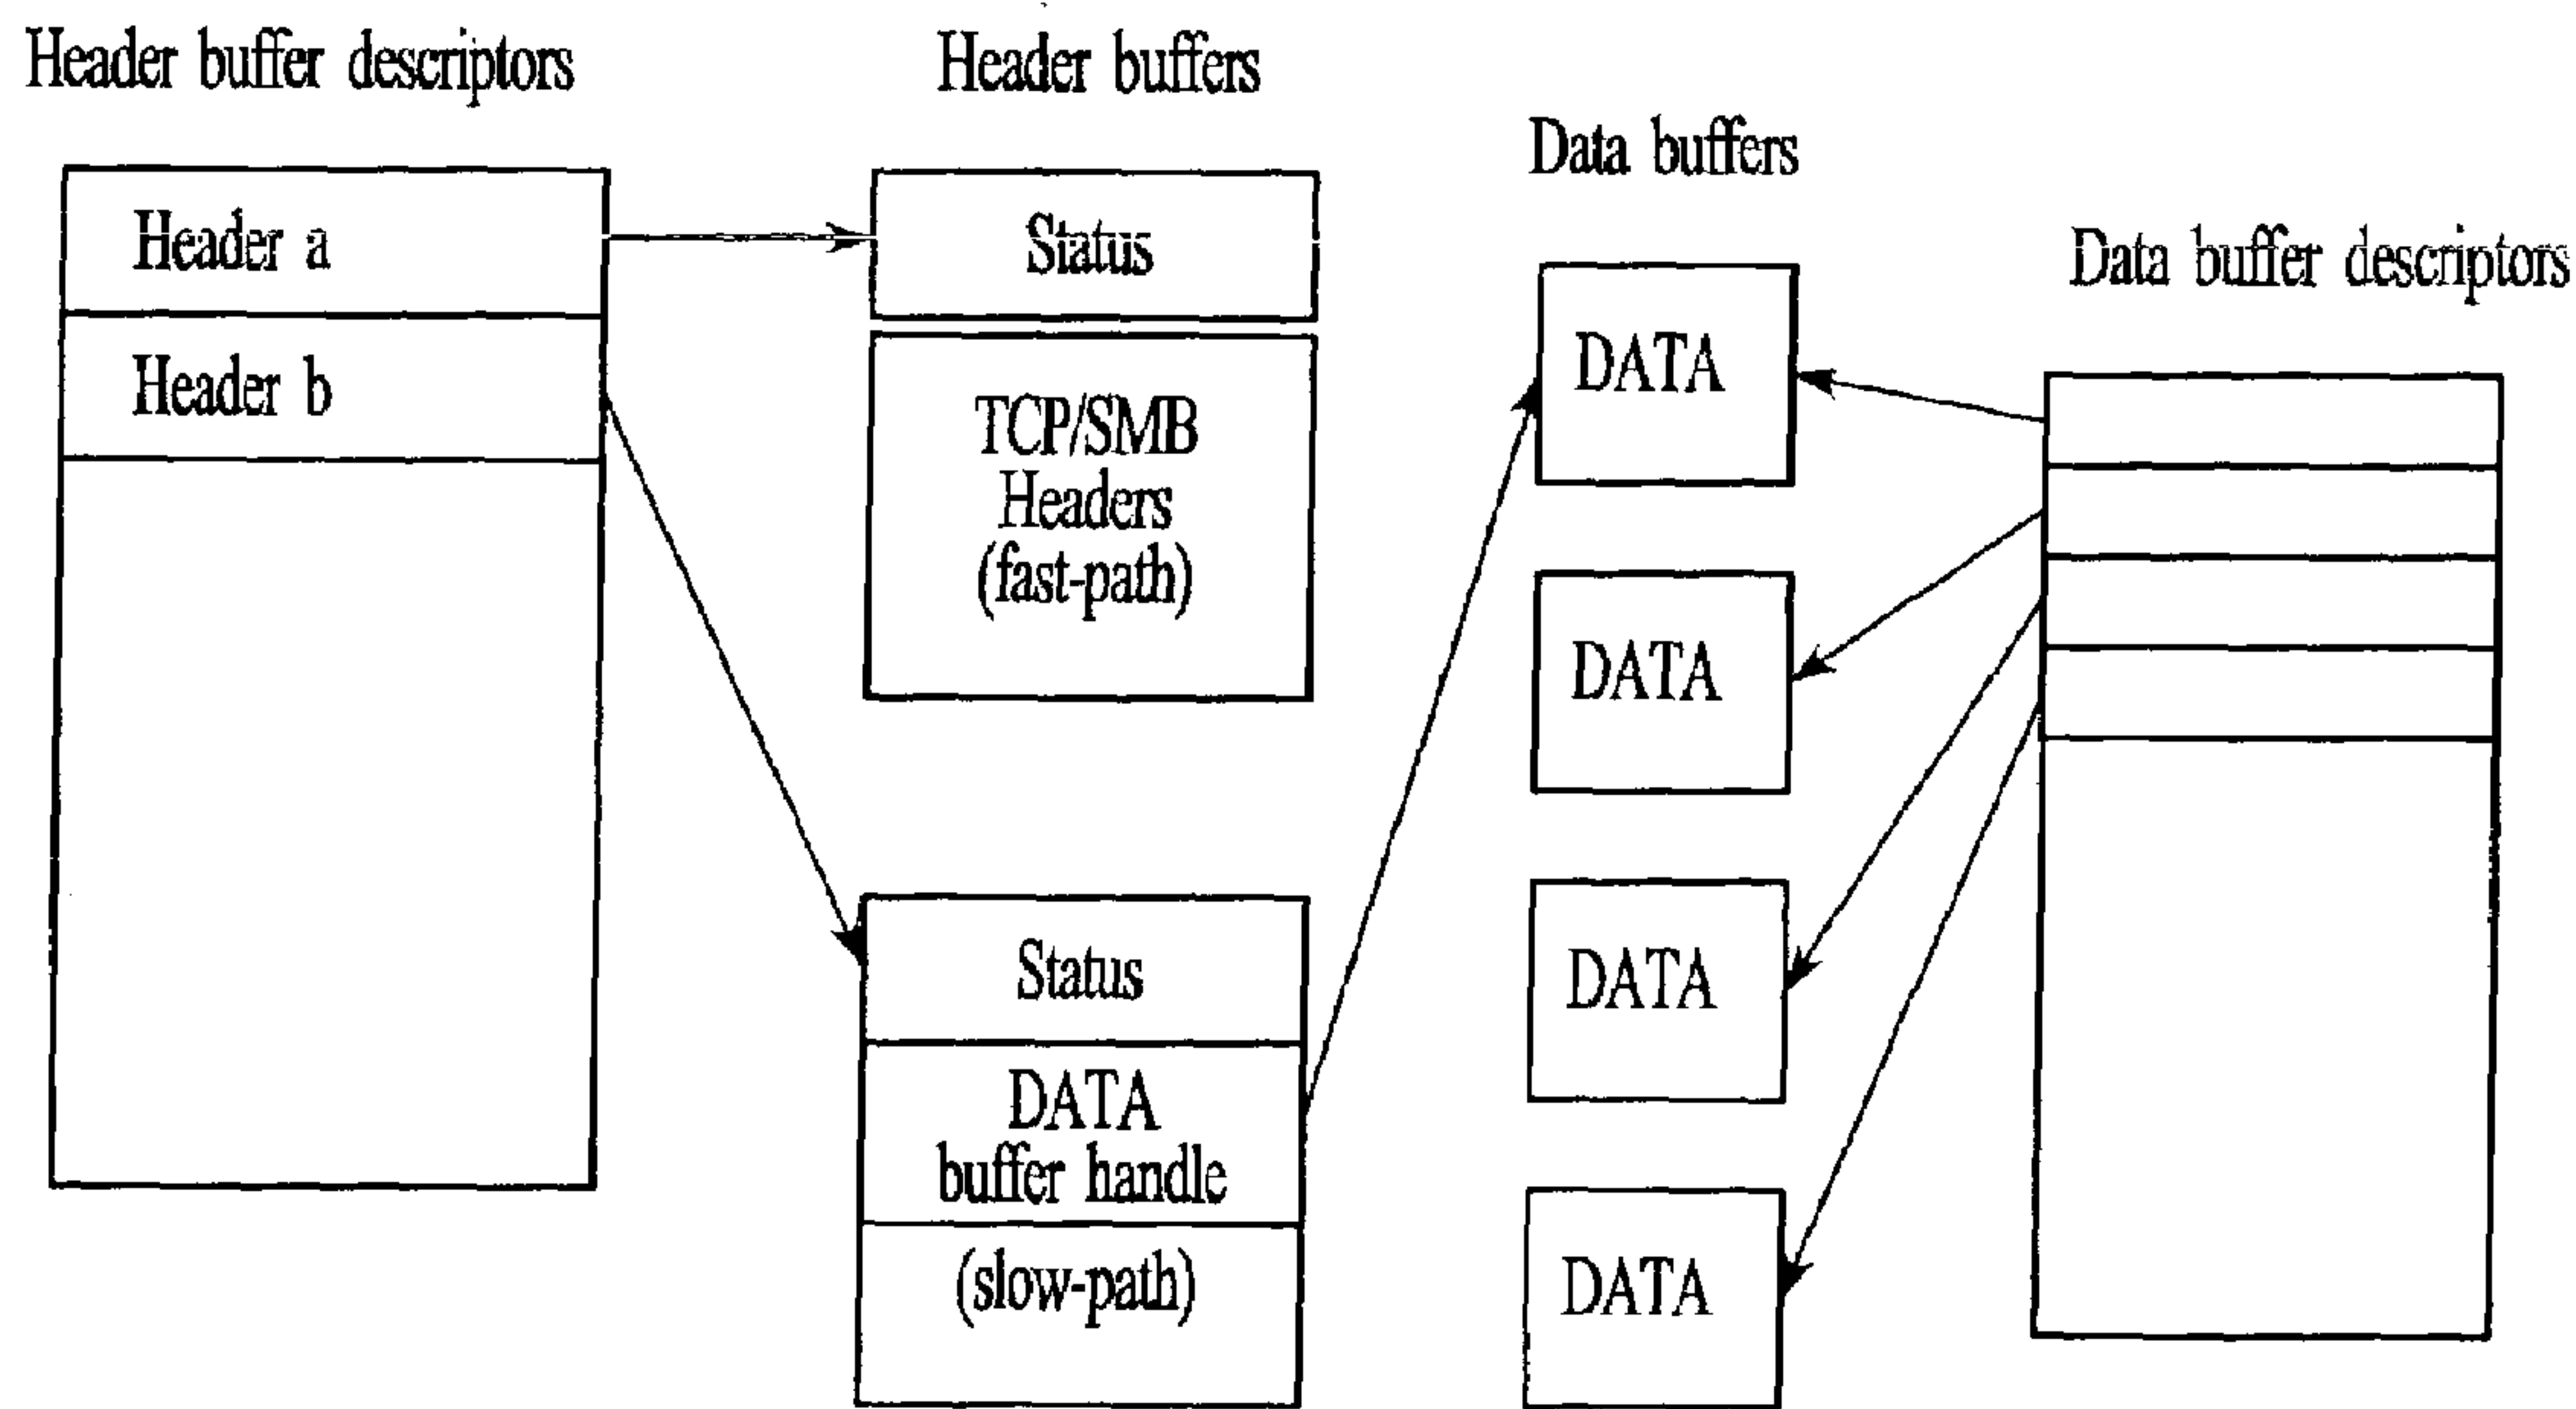 Header buffer descriptors
Header a
Header b
Header buffers
Status
TCP/SMB
Headers
(fast-path)
Status
DATA
buffer handle
(slow-path)
Data buffers
DATA
DATA
DATA
DATA
Data buffer descriptors